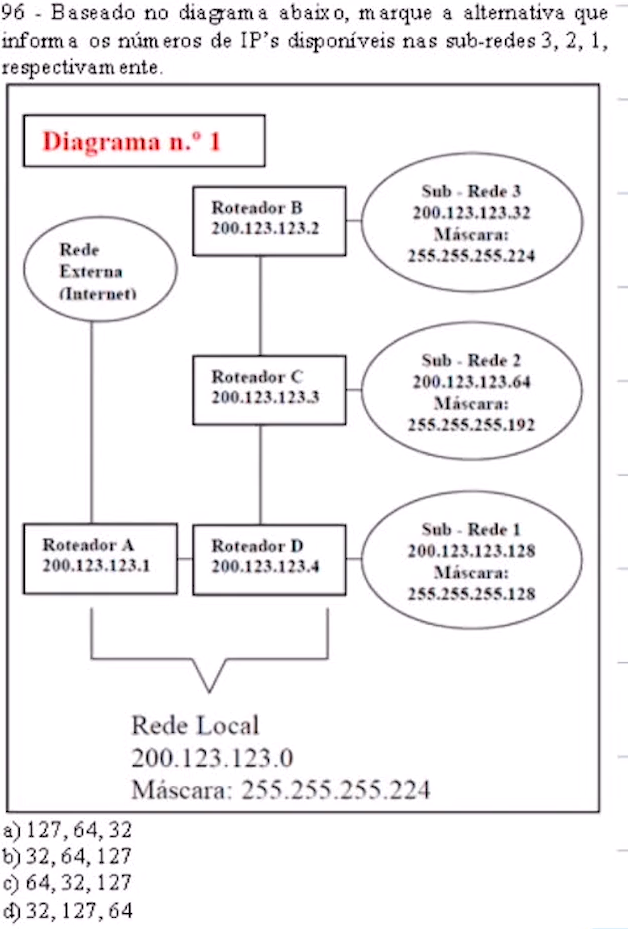 96 - Baseado no diagrama abaixo, marque a alternativa que
informa os números de IP's disponíveis nas sub-redes 3, 2, 1,
respectivamente.
Diagrama n.º 1
Rede
Externa
(Internet)
Roteador B
200.123.123.2
Sub - Rede 3
200.123.123.32
Máscara:
255.255.255.224
Roteador C
200.123.123.3
Sub - Rede 2
200.123.123.64
Máscara:
255.255.255.192
Roteador A
200.123.123.1
Roteador D
200.123.123.4
Sub - Rede 1
200.123.123.128
Máscara:
255.255.255.128
Rede Local
200.123.123.0
Máscara: 255.255.255.224
a) 127, 64, 32
b) 32, 64, 127
c) 64, 32, 127
d) 32, 127, 64